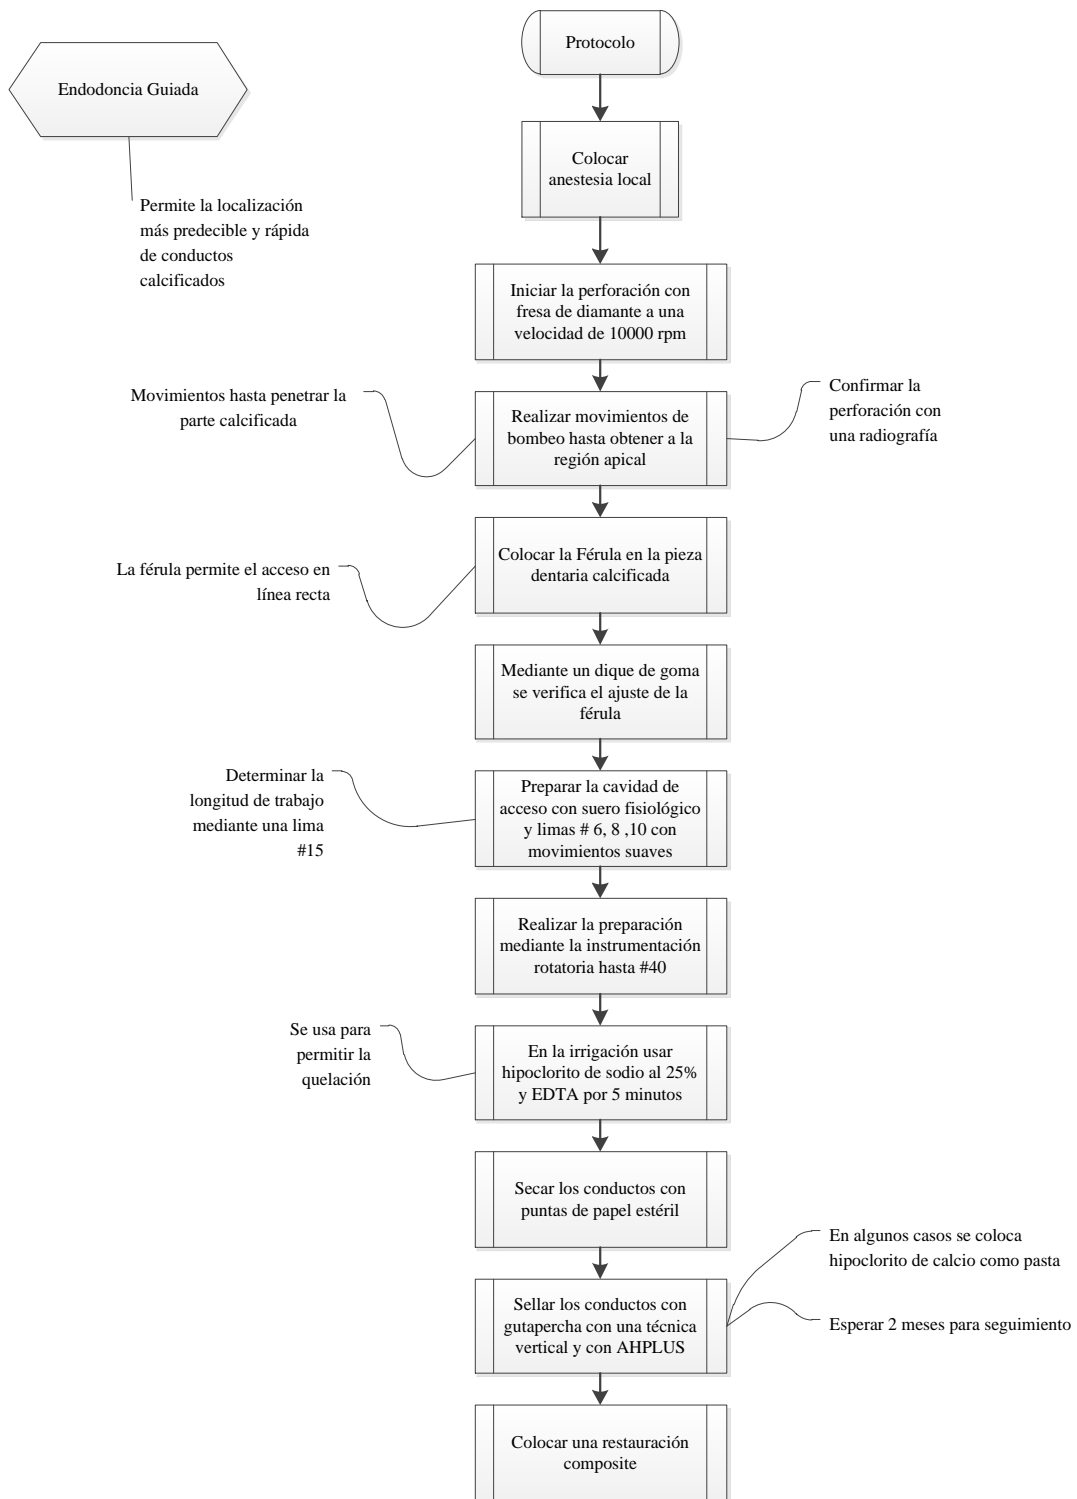 Protocolo
Endodoncia Guiada
Colocar
anestesia local
Permite la localización
más predecible y rápida
de conductos
calcificados
Iniciar la perforación con
fresa de diamante a una
velocidad de 10000 rpm
Movimientos hasta penetrar la
parte calcificada
Realizar movimientos de
bombeo hasta obtener a la
región apical
Confirmar la
perforación con
una radiografía
Colocar la Férula en la pieza
dentaria calcificada
La férula permite el acceso en
línea recta
Mediante un dique de goma
se verifica el ajuste de la
férula
Determinar la
longitud de trabajo
mediante una lima
#15
Preparar la cavidad de
acceso con suero fisiológico
y limas # 6, 8 ,10 con
movimientos suaves
Realizar la preparación
mediante la instrumentación
rotatoria hasta #40
Se usa para
permitir la
quelación
En la irrigación usar
hipoclorito de sodio al 25%
y EDTA por 5 minutos
Secar los conductos con
puntas de papel estéril
En algunos casos se coloca
hipoclorito de calcio como pasta
Sellar los conductos con
gutapercha con una técnica
vertical y con AHPLUS
Esperar 2 meses para seguimiento
Colocar una restauración
composite